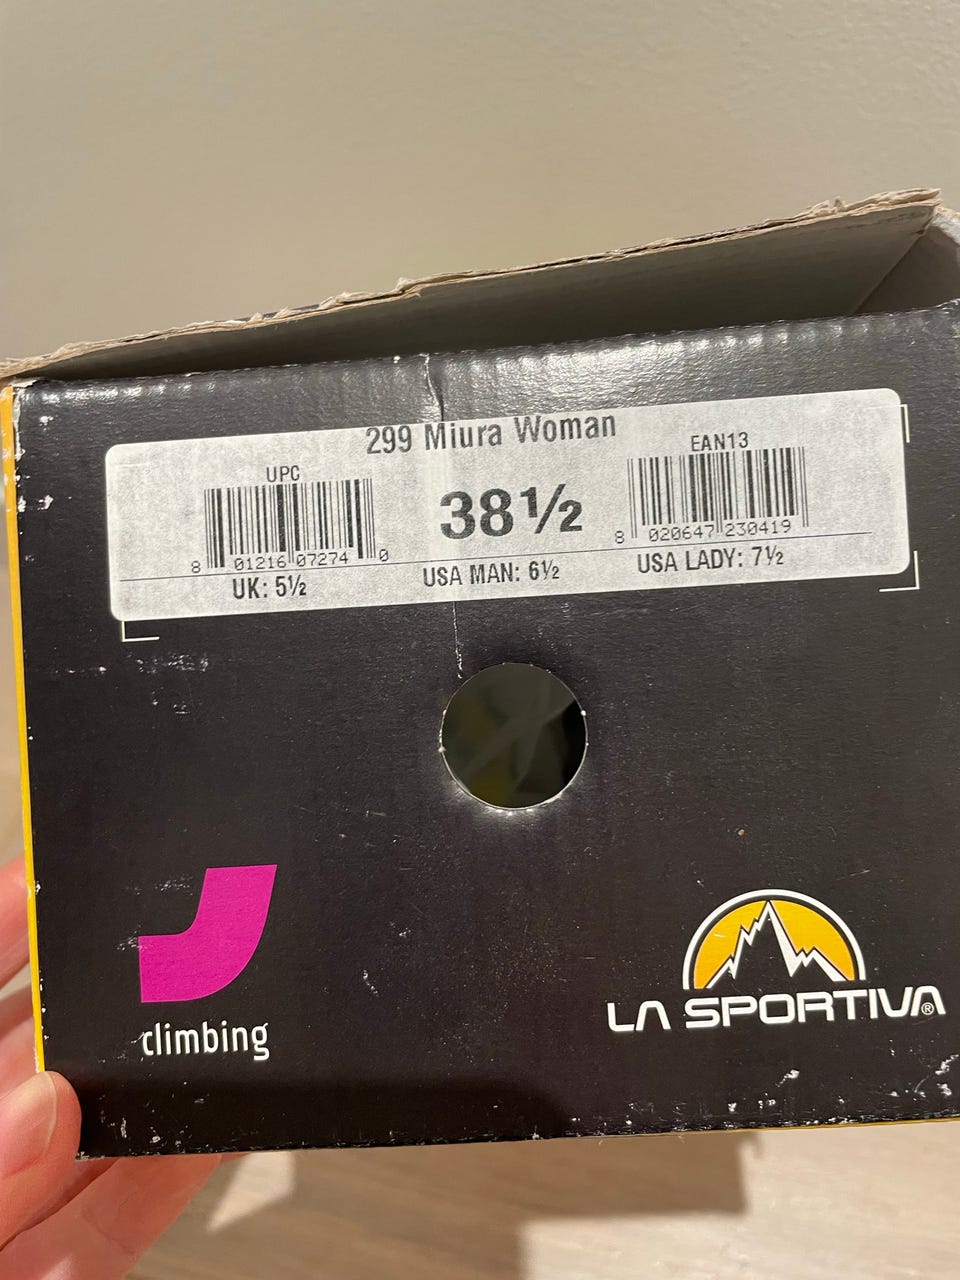 299 Miura Woman
UPC
8 01216 07274 0
38½
EAN13
8 020647 230419
UK: 5½
USA MAN: 6½
USA LADY: 7½
climbing
LA SPORTIVA®